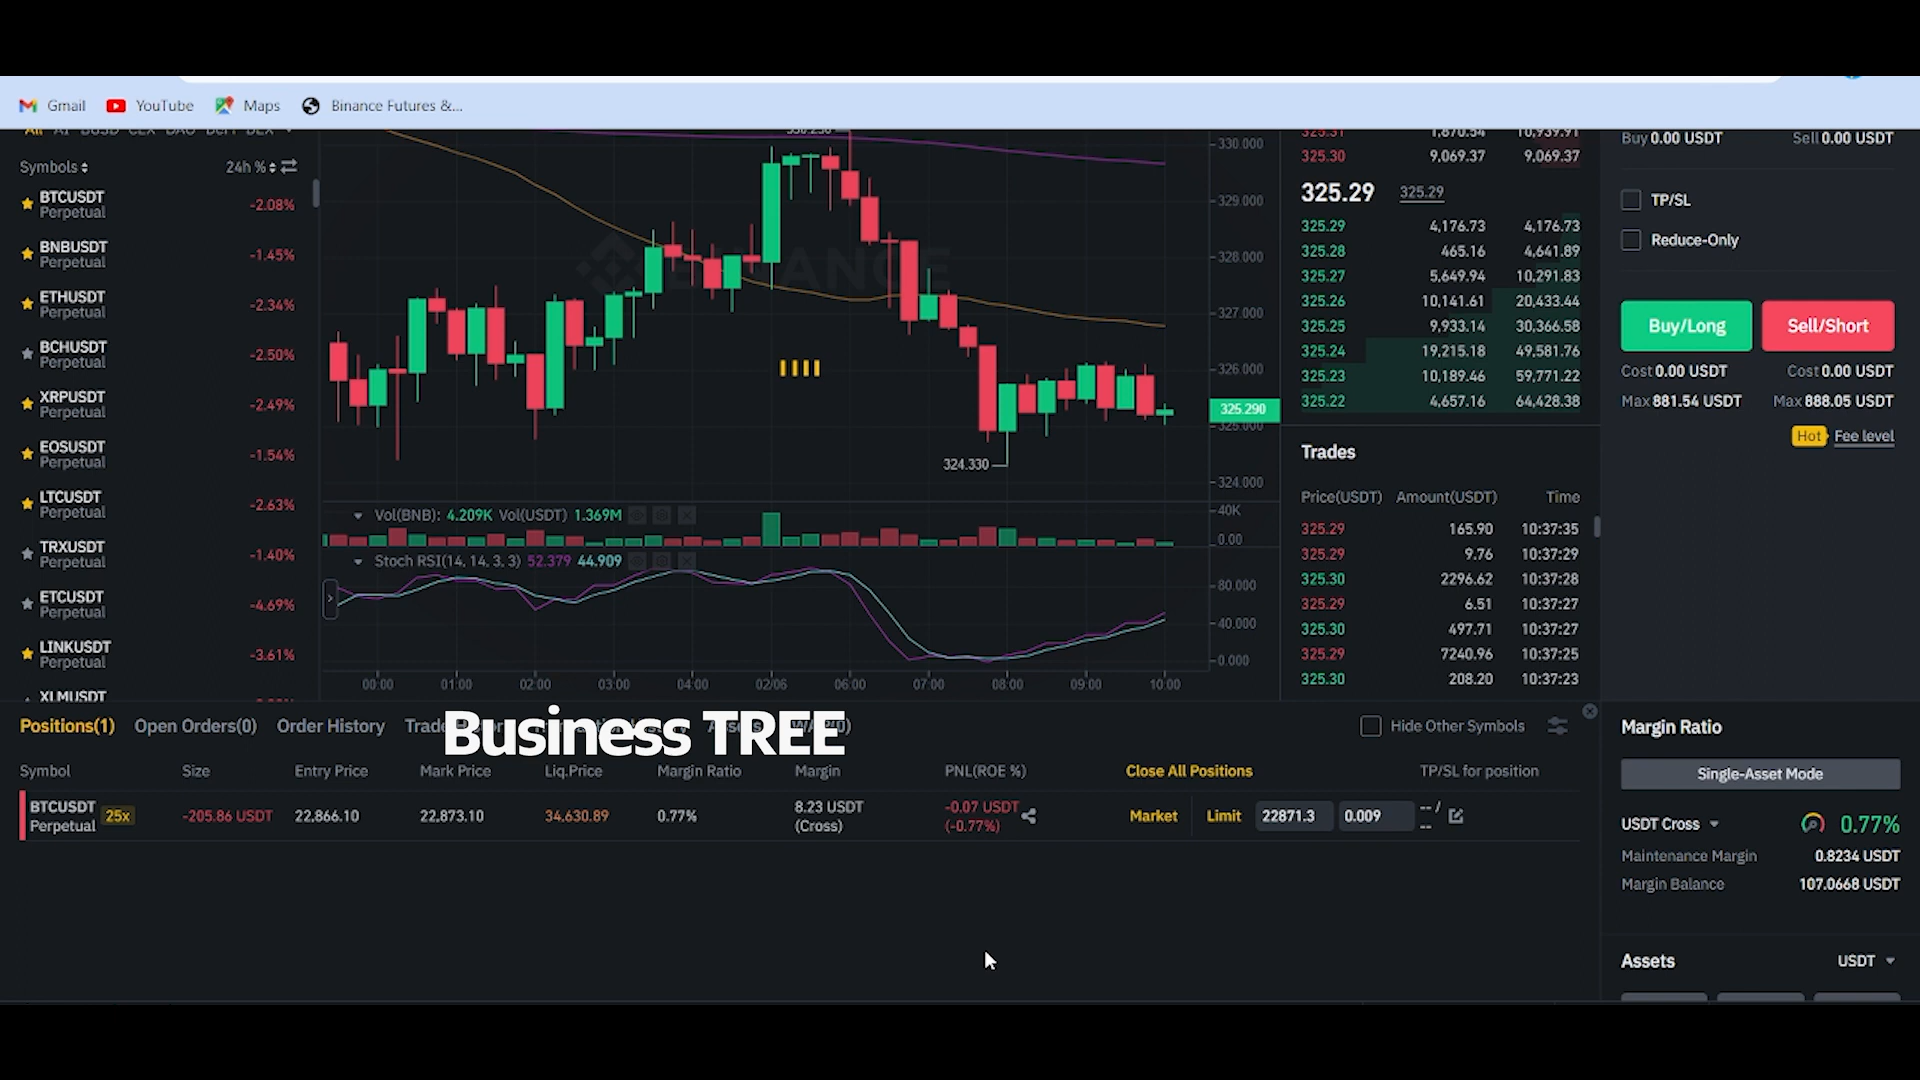 Gmail YouTube Maps Binance Futures &...
All AI BUSD CEX DAO DeFi DEX
Symbols 24h %
BTCUSDT
Perpetual
-2.08%
BNBUSDT
Perpetual
-1.45%
ETHUSDT
Perpetual
-2.34%
BCHUSDT
Perpetual
-2.50%
XRPUSDT
Perpetual
-2.49%
EOSUSDT
Perpetual
-1.54%
LTCUSDT
Perpetual
-2.63%
TRXUSDT
Perpetual
-1.40%
ETCUSDT
Perpetual
-4.69%
LINKUSDT
Perpetual
-3.61%
XLMUSDT
330.000
329.000
328.000
327.000
326.000
325.290
325.000
324.000
324.330
Vol(BNB): 4.209K Vol(USDT) 1.369M
40K
0.00
Stoch RSI(14, 14, 3, 3) 52.379 44.909
80.000
40.000
0.000
00:00 01:00 02:00 03:00 04:00 02/06 06:00 07:00 08:00 09:00 10:00
325.31 1,870.54 10,939.91
325.30 9,069.37 9,069.37
325.29 325.29
325.29 4,176.73 4,176.73
325.28 465.16 4,641.89
325.27 5,649.94 10,291.83
325.26 10,141.61 20,433.44
325.25 9,933.14 30,366.58
325.24 19,215.18 49,581.76
325.23 10,189.46 59,771.22
325.22 4,657.16 64,428.38
Trades
Price(USDT) Amount(USDT) Time
325.29 165.90 10:37:35
325.29 9.76 10:37:29
325.30 2296.62 10:37:28
325.29 6.51 10:37:27
325.30 497.71 10:37:27
325.29 7240.96 10:37:25
325.30 208.20 10:37:23
Buy 0.00 USDT Sell 0.00 USDT
TP/SL
Reduce-Only
Buy/Long Sell/Short
Cost 0.00 USDT Cost 0.00 USDT
Max 881.54 USDT Max 888.05 USDT
Hot Fee level
Positions(1) Open Orders(0) Order History
Business TREE
Hide Other Symbols
Symbol Size Entry Price Mark Price Liq.Price Margin Ratio Margin PNL(ROE %) Close All Positions TP/SL for position
BTCUSDT
Perpetual
25x -205.86 USDT 22,866.10 22,873.10 34,630.89 0.77%
8.23 USDT
(Cross)
-0.07 USDT
(-0.77%)
Market Limit 22871.3 0.009
-- /
--
Margin Ratio
Single-Asset Mode
USDT Cross 0.77%
Maintenance Margin 0.8234 USDT
Margin Balance 107.0668 USDT
Assets USDT